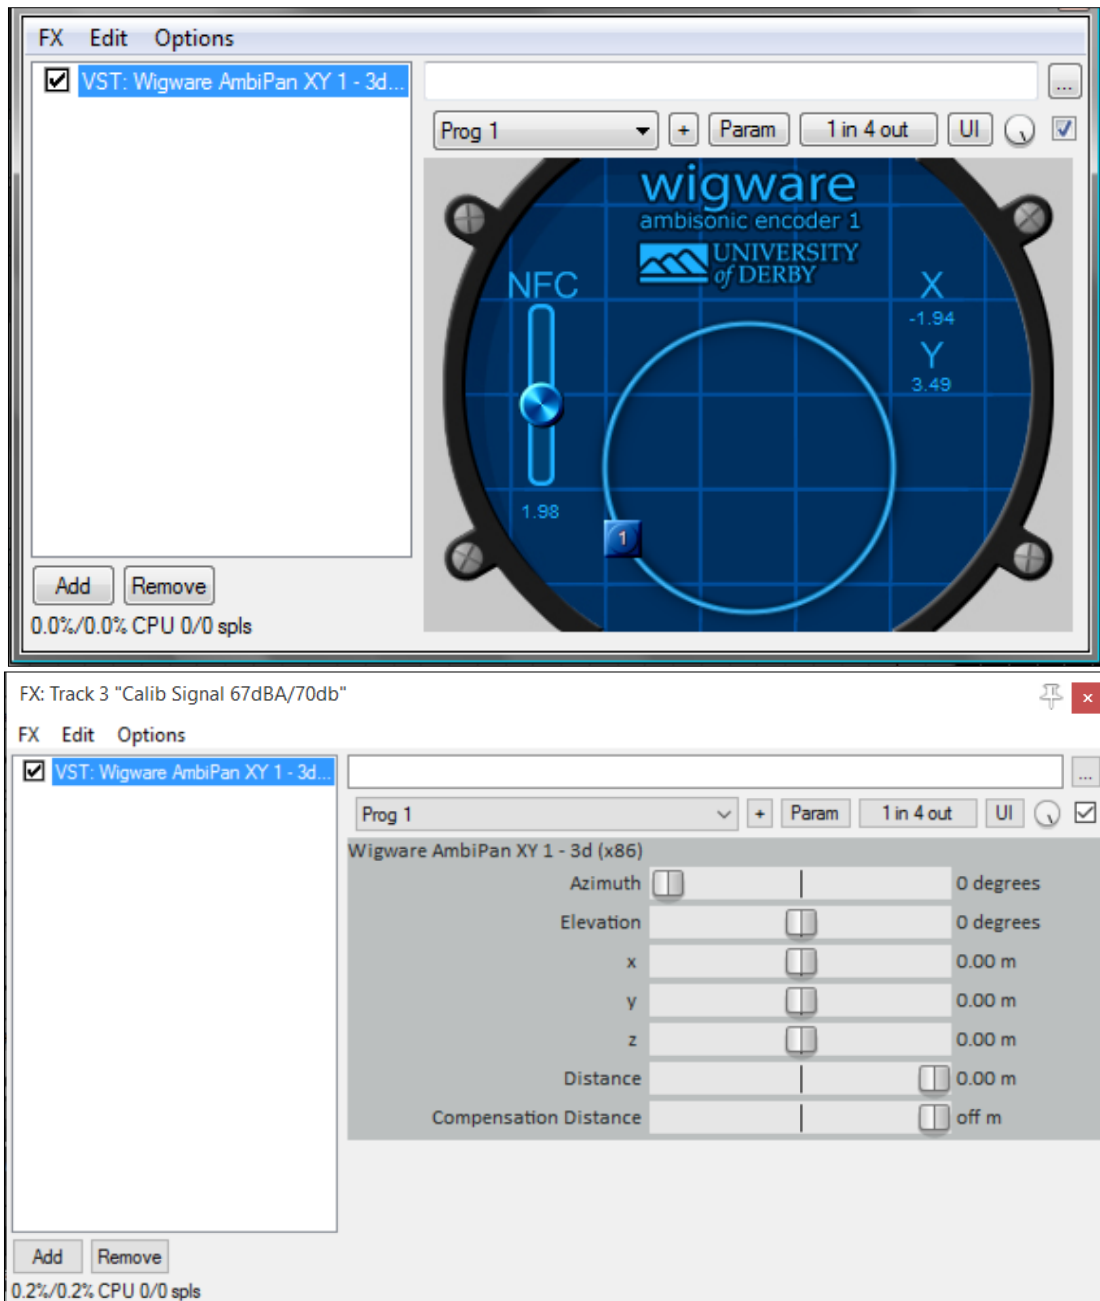 FX Edit Options
VST: Wigware AmbiPan XY 1 - 3d...
...
Prog 1 + Param 1 in 4 out UI
wigware
ambisonic encoder 1
UNIVERSITY
of DERBY
NFC
X
-1.94
Y
3.49
1.98
1
Add Remove
0.0%/0.0% CPU 0/0 spls
FX: Track 3 "Calib Signal 67dBA/70db"
FX Edit Options
VST: Wigware AmbiPan XY 1 - 3d...
...
Prog 1 + Param 1 in 4 out UI
Wigware AmbiPan XY 1 - 3d (x86)
Azimuth 0 degrees
Elevation 0 degrees
x 0.00 m
y 0.00 m
z 0.00 m
Distance 0.00 m
Compensation Distance off m
Add Remove
0.2%/0.2% CPU 0/0 spls